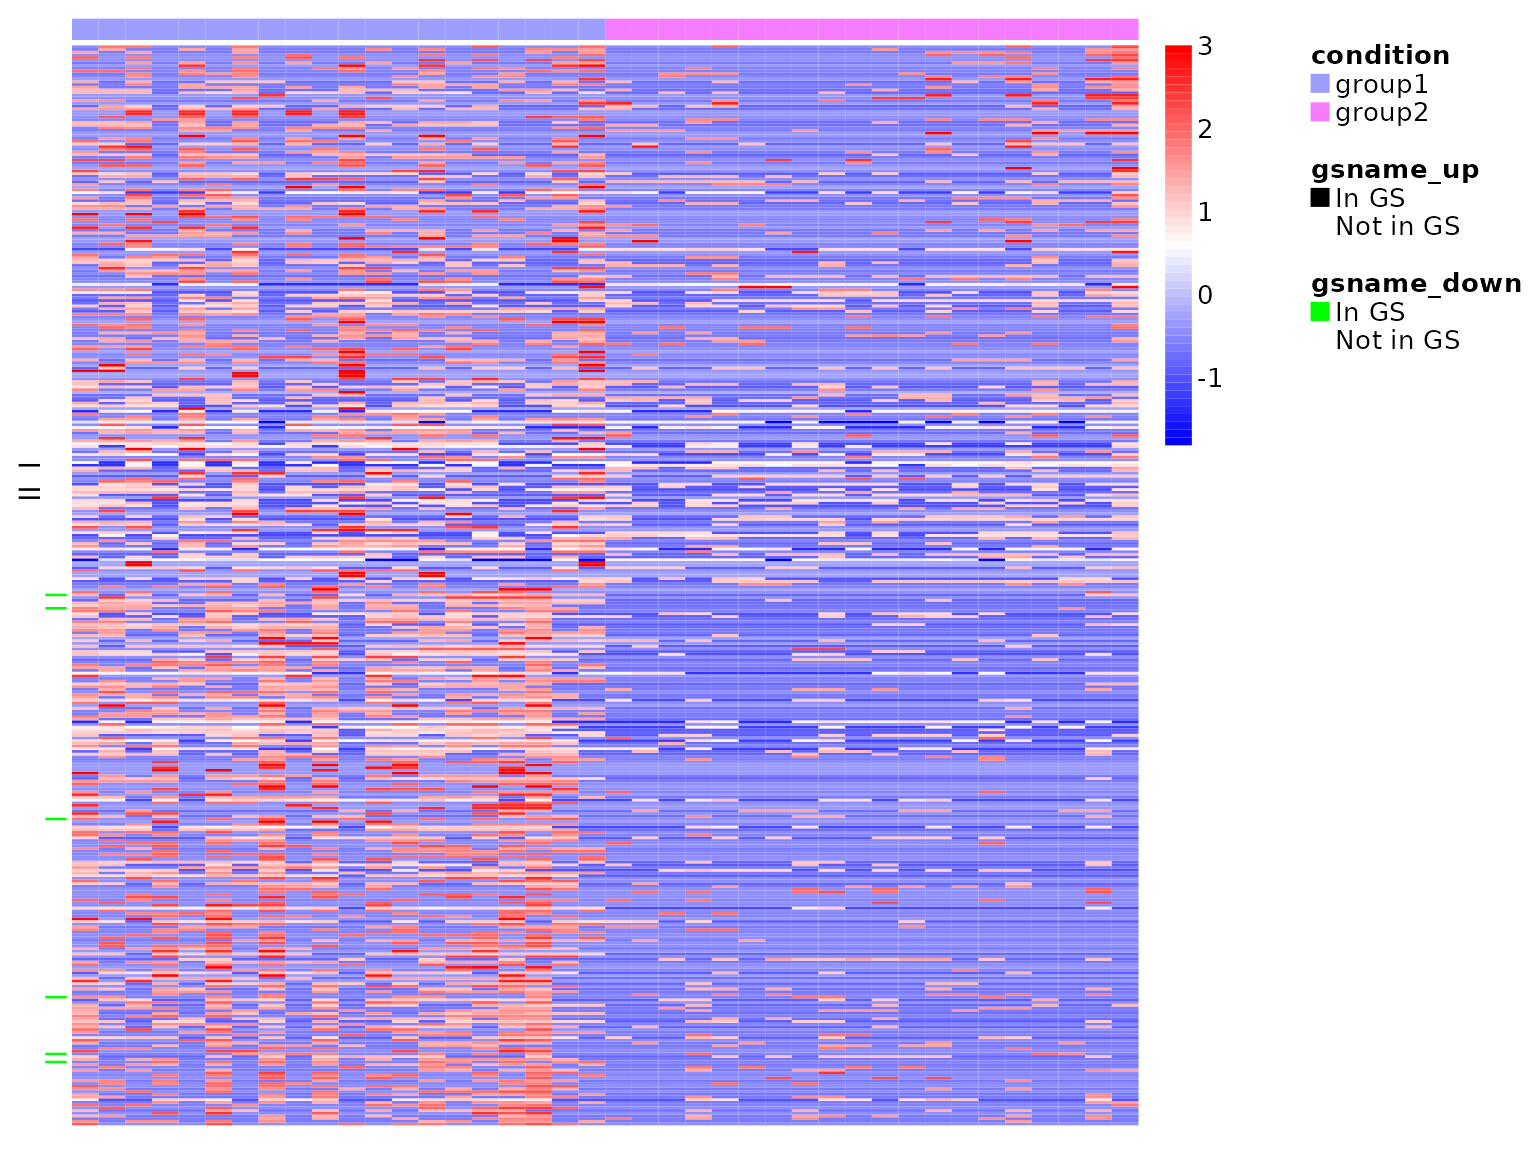 3
2
1
0
-1
condition
group1
group2
gsname_up
In GS
Not in GS
gsname_down
In GS
Not in GS